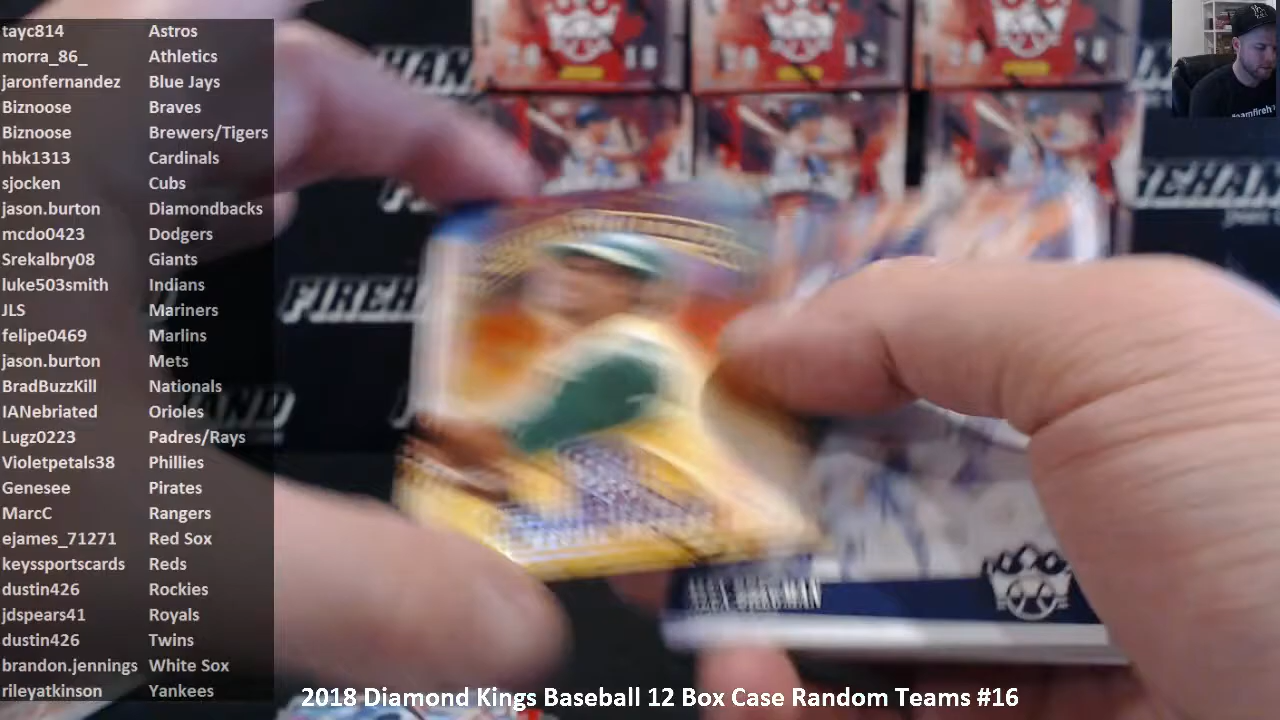 tayc814 Astros
morra_86_ Athletics
jaronfernandez Blue Jays
Biznoose Braves
Biznoose Brewers/Tigers
hbk1313 Cardinals
sjocken Cubs
jason.burton Diamondbacks
mcdo0423 Dodgers
Srekalbry08 Giants
luke503smith Indians
JLS Mariners
felipe0469 Marlins
jason.burton Mets
BradBuzzKill Nationals
IANebriated Orioles
Lugz0223 Padres/Rays
Violetpetals38 Phillies
Genesee Pirates
MarcC Rangers
ejames_71271 Red Sox
keyssportscards Reds
dustin426 Rockies
jdspears41 Royals
dustin426 Twins
brandon.jennings White Sox
rileyatkinson Yankees
FIREHAND
2018 Diamond Kings Baseball 12 Box Case Random Teams #16